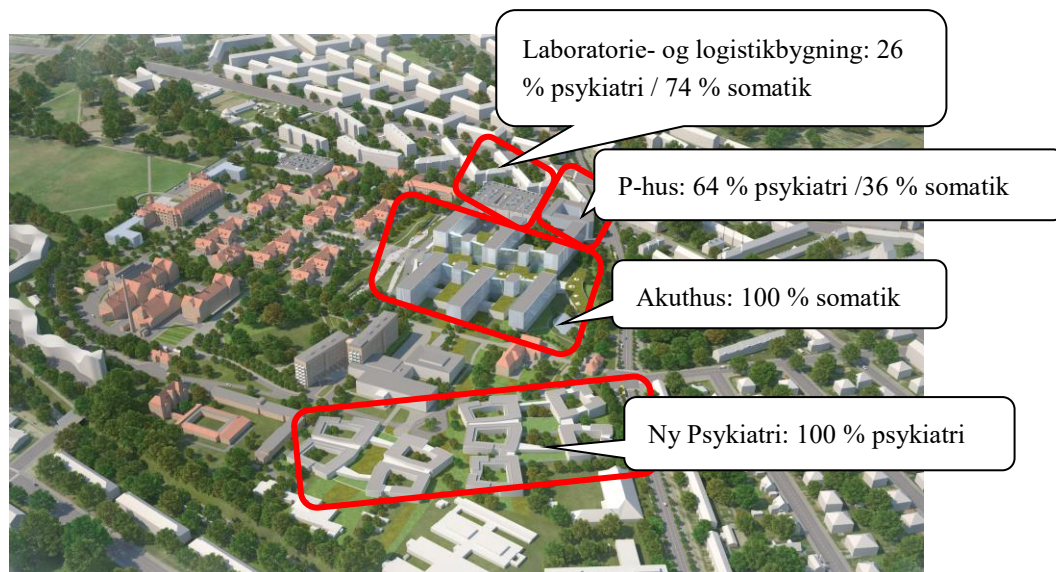 Laboratorie- og logistikbygning: 26
% psykiatri / 74 % somatik
P-hus: 64 % psykiatri /36 % somatik
Akuthus: 100 % somatik
Ny Psykiatri: 100 % psykiatri